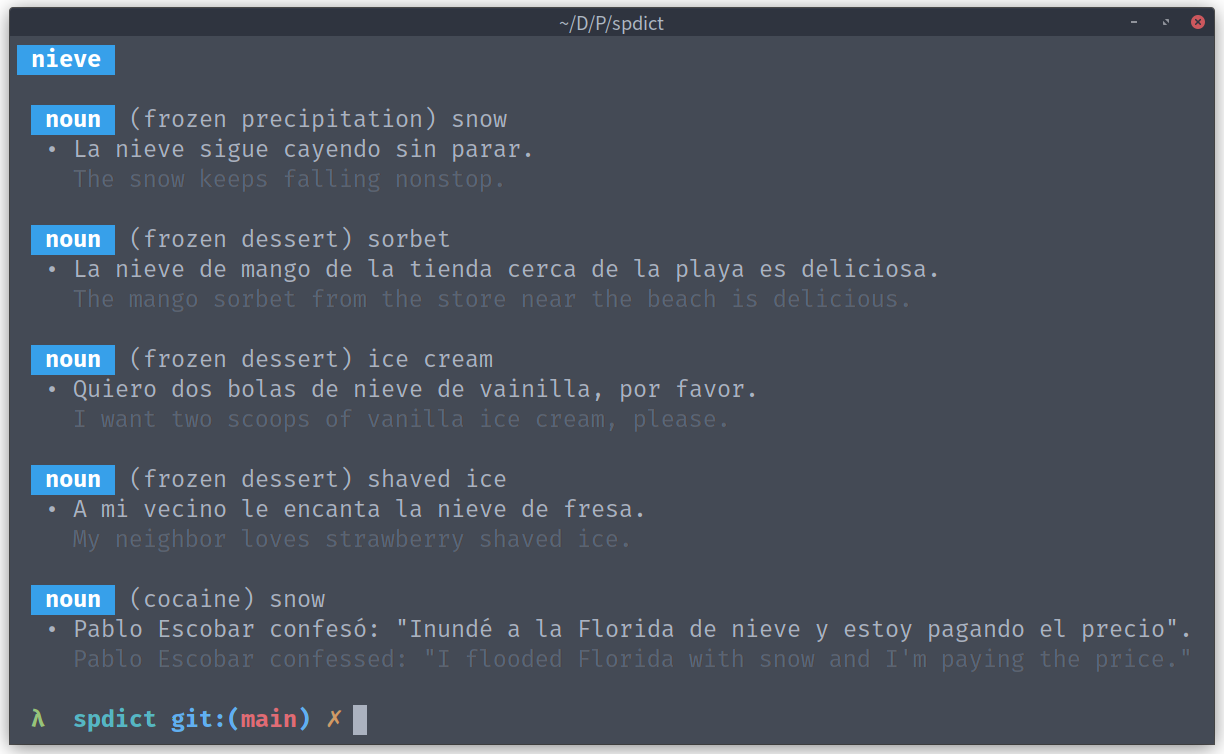 ~/D/P/spdict
nieve
noun (frozen precipitation) snow
• La nieve sigue cayendo sin parar.
The snow keeps falling nonstop.
noun (frozen dessert) sorbet
• La nieve de mango de la tienda cerca de la playa es deliciosa.
The mango sorbet from the store near the beach is delicious.
noun (frozen dessert) ice cream
• Quiero dos bolas de nieve de vainilla, por favor.
I want two scoops of vanilla ice cream, please.
noun (frozen dessert) shaved ice
• A mi vecino le encanta la nieve de fresa.
My neighbor loves strawberry shaved ice.
noun (cocaine) snow
• Pablo Escobar confesó: "Inundé a la Florida de nieve y estoy pagando el precio".
Pablo Escobar confessed: "I flooded Florida with snow and I'm paying the price."
λ spdict git:(main) ✗